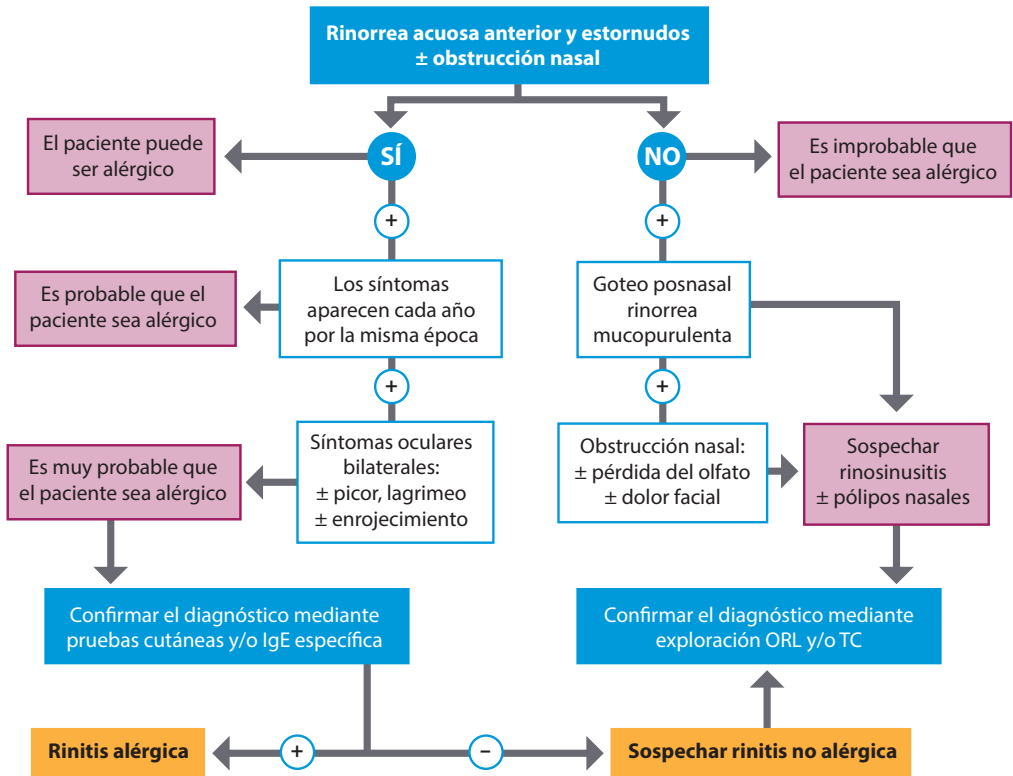 Rinorrea acuosa anterior y estornudos
± obstrucción nasal
El paciente puede
ser alérgico
SÍ
NO
Es improbable que
el paciente sea alérgico
+
+
Es probable que el
paciente sea alérgico
Los síntomas
aparecen cada año
por la misma época
Goteo posnasal
rinorrea
mucopurulenta
+
+
Es muy probable que
el paciente sea alérgico
Síntomas oculares
bilaterales:
± picor, lagrimeo
± enrojecimiento
Obstrucción nasal:
± pérdida del olfato
± dolor facial
Sospechar
rinosinusitis
± pólipos nasales
Confirmar el diagnóstico mediante
pruebas cutáneas y/o IgE específica
Confirmar el diagnóstico mediante
exploración ORL y/o TC
Rinitis alérgica
+
−
Sospechar rinitis no alérgica